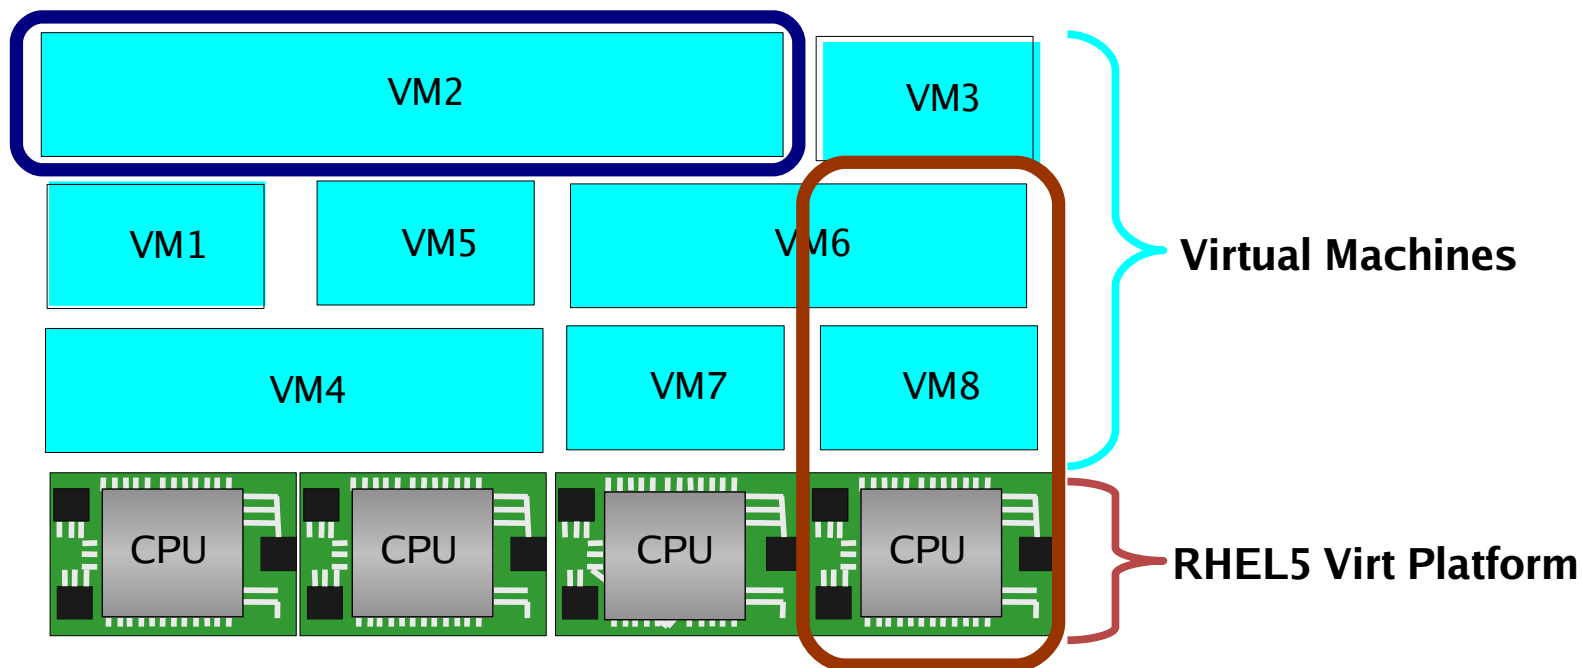 VM2
VM3
VM1
VM5
VM6
Virtual Machines
VM4
VM7
VM8
CPU
CPU
CPU
CPU
RHEL5 Virt Platform